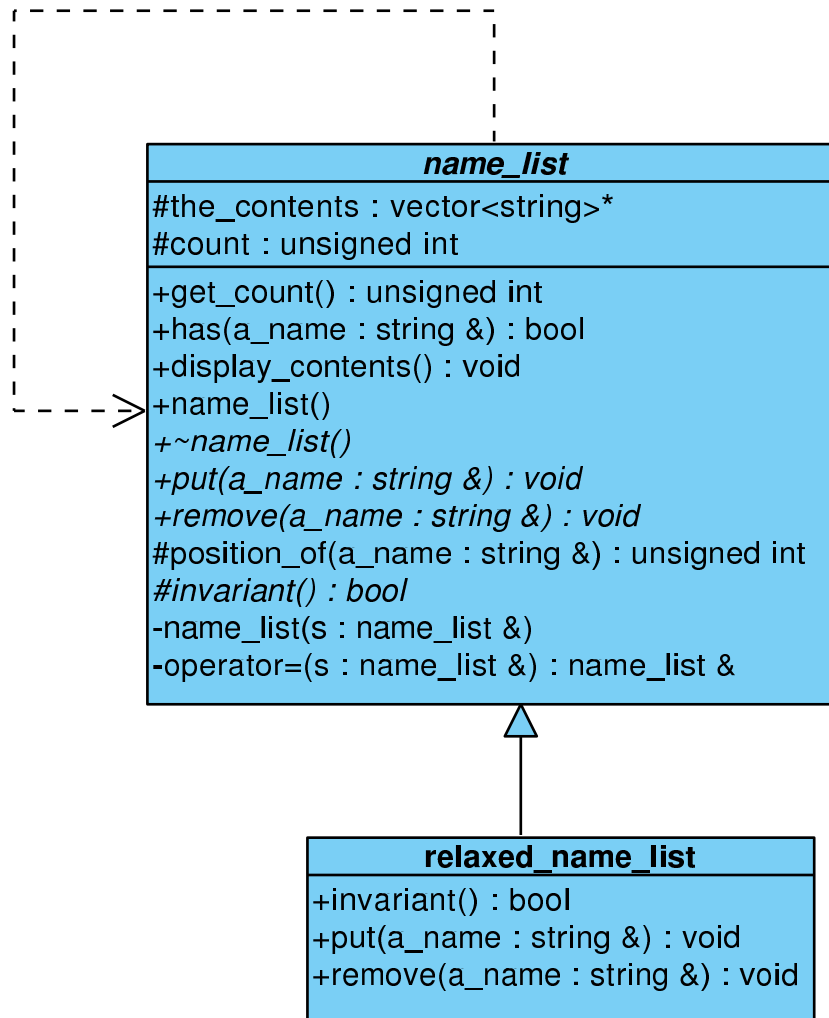 name_list
#the_contents : vector<string>*
#count : unsigned int
+get_count() : unsigned int
+has(a_name : string &) : bool
+display_contents() : void
+name_list()
+~name_list()
+put(a_name : string &) : void
+remove(a_name : string &) : void
#position_of(a_name : string &) : unsigned int
#invariant() : bool
-name_list(s : name_list &)
-operator=(s : name_list &) : name_list &
relaxed_name_list
+invariant() : bool
+put(a_name : string &) : void
+remove(a_name : string &) : void